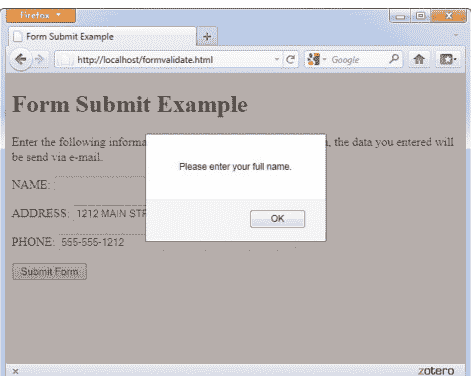 Firefox
Form Submit Example
http://localhost/formvalidate.html
Google
Form Submit Example
Enter the following informa , the data you entered will
be send via e-mail.
Please enter your full name.
NAME:
ADDRESS: 1212 MAIN STR
OK
PHONE: 555-555-1212
Submit Form
× zotero